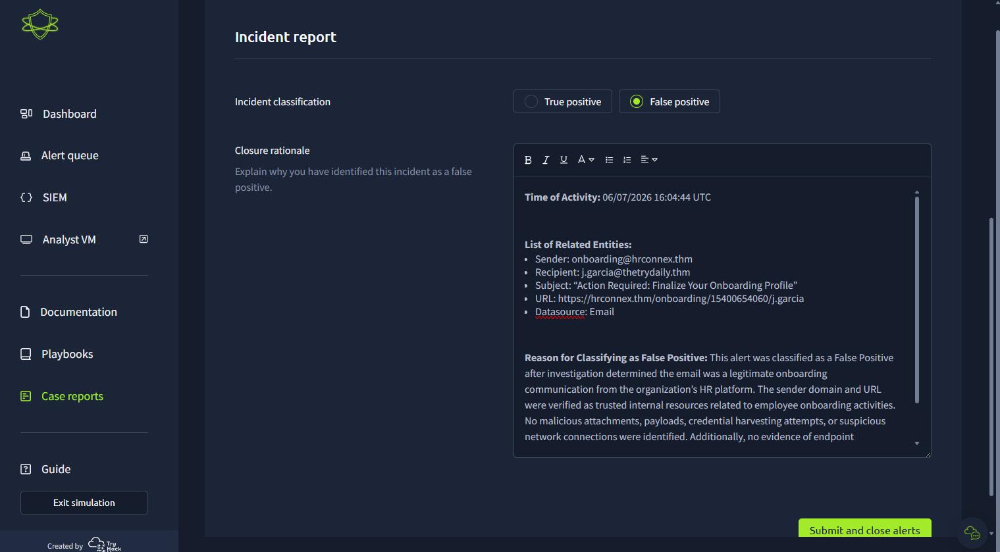 Incident report
Incident classification
True positive
False positive
Dashboard
Alert queue
SIEM
Analyst VM
Documentation
Playbooks
Case reports
Guide
Exit simulation
Created by
Try
Hack
Closure rationale
Explain why you have identified this incident as a false
positive.
B I U A
Time of Activity: 06/07/2026 16:04:44 UTC
List of Related Entities:
• Sender: onboarding@hrconnex.thm
• Recipient: j.garcia@thetrydaily.thm
• Subject: “Action Required: Finalize Your Onboarding Profile”
• URL: https://hrconnex.thm/onboarding/15400654060/j.garcia
• Datasource: Email
Reason for Classifying as False Positive: This alert was classified as a False Positive
after investigation determined the email was a legitimate onboarding
communication from the organization’s HR platform. The sender domain and URL
were verified as trusted internal resources related to employee onboarding activities.
No malicious attachments, payloads, credential harvesting attempts, or suspicious
network connections were identified. Additionally, no evidence of endpoint
Submit and close alerts